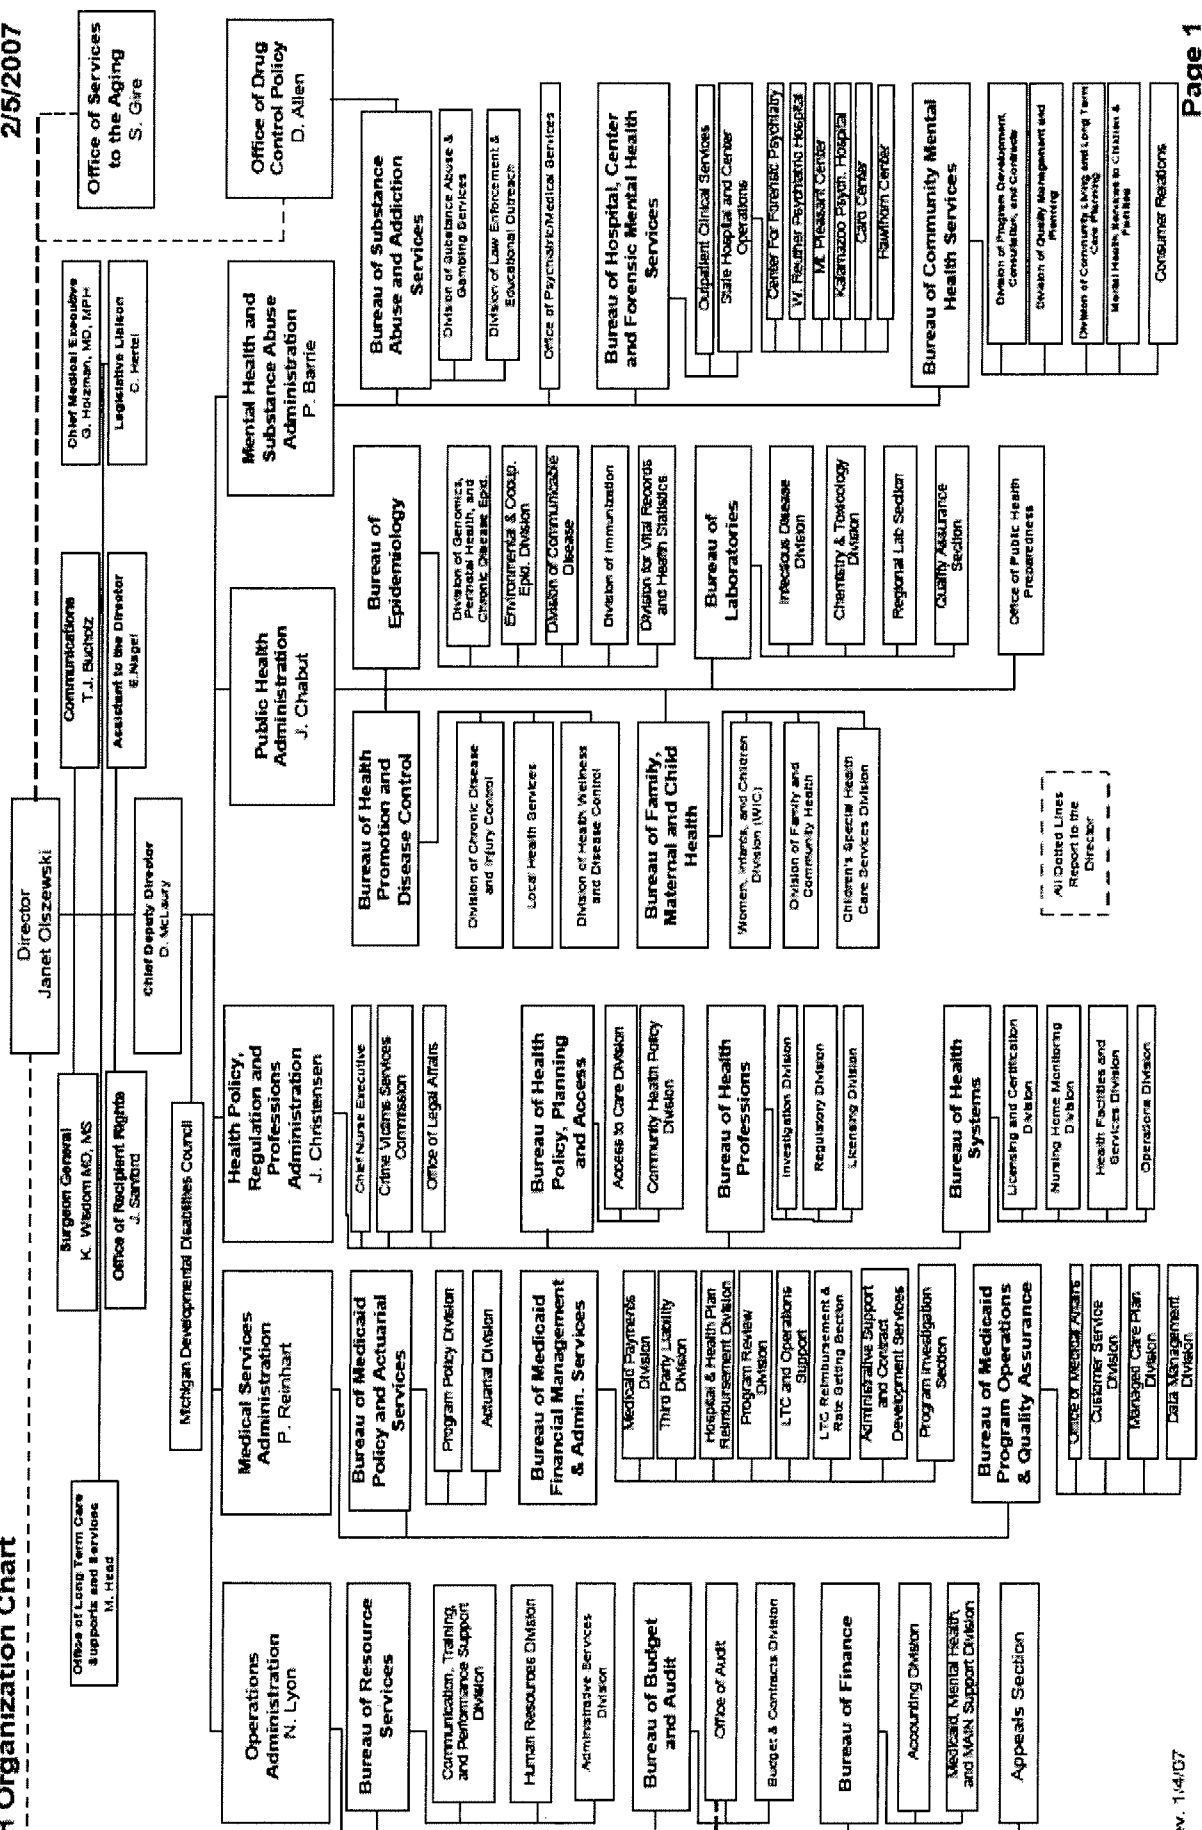 Organization Chart
2/5/2007
Director
Janet Olszewski
Office of Services
to the Aging
S. Gire
Office of Long Term Care
Supports and Services
M. Head
Surgeon General
K. Wisdom MD, MS
Office of Recipient Rights
J. Sanford
Communications
T.J. Bucholz
Assistant to the Director
E.Nagel
Chief Medical Executive
G. Holzman, MD, MPH
Legislative Liaison
C. Hertel
Chief Deputy Director
D. McLaury
Michigan Developmental Disabilities Council
Operations
Administration
N. Lyon
Bureau of Resource
Services
Communication, Training,
and Performance Support
Division
Human Resources Division
Administrative Services
Division
Bureau of Budget
and Audit
Office of Audit
Budget & Contracts Division
Bureau of Finance
Accounting Division
Medicaid, Mental Health,
and MAIN Support Division
Appeals Section
Medical Services
Administration
P. Reinhart
Bureau of Medicaid
Policy and Actuarial
Services
Program Policy Division
Actuarial Division
Bureau of Medicaid
Financial Managment
& Admin. Services
Medicaid Payments
Division
Third Party Liability
Division
Hospital & Health Plan
Reimbursement Division
Program Review
Division
LTC and Operations
Support
LTC Reimbursement &
Rate Setting Section
Administrative Support
and Contract
Development Services
Program Investigation
Section
Bureau of Medicaid
Program Operations
& Quality Assurance
Office of Medical Affairs
Customer Service
Division
Managed Care Plan
Division
Data Management
Division
Health Policy,
Regulation and
Professions
Administration
J. Christensen
Chief Nurse Executive
Crime Victims Services
Commission
Office of Legal Affairs
Bureau of Health
Policy, Planning
and Access
Access to Care Division
Community Health Policy
Division
Bureau of Health
Professions
Investigation Division
Regulatory Division
Licensing Division
Bureau of Health
Systems
Licensing and Certification
Division
Nursing Home Monitoring
Division
Health Facilities and
Services Division
Operations Division
Public Health
Administration
J. Chabut
Bureau of Health
Promotion and
Disease Control
Division of Chronic Disease
and Injury Control
Local Health Services
Division of Health Wellness
and Disease Control
Bureau of Family,
Maternal and Child
Health
Women, Infants, and Children
Division (WIC)
Division of Family and
Community Health
Children's Special Health
Care Services Division
Bureau of
Epidemiology
Division of Genomics,
Perinatal Health, and
Chronic Disease Epid.
Environmental & Occup.
Epid. Division
Division of Communicable
Disease
Division of Immunization
Division for Vital Records
and Health Statistics
Bureau of
Laboratories
Infectious Disease
Division
Chemistry & Toxicology
Division
Regional Lab Section
Quality Assurance
Section
Office of Public Health
Preparedness
Mental Health and
Substance Abuse
Administration
P. Barrie
Office of Drug
Control Policy
D. Allen
Bureau of Substance
Abuse and Addiction
Services
Division of Substance Abuse &
Gambling Services
Division of Law Enforcement &
Educational Outreach
Office of Psychiatric/Medical Services
Bureau of Hospital, Center
and Forensic Mental Health
Services
Outpatient Clinical Services
State Hospital and Center
Operations
Center For Forensic Psychiatry
W. Reuther Psychiatric Hospital
Mt. Pleasant Center
Kalamazoo Psych. Hospital
Caro Center
Hawthorn Center
Bureau of Community Mental
Health Services
Division of Program Development,
Consultation, and Contracts
Division of Quality Management and
Planning
Division of Community Living and Long Term
Care Planning
Mental Health Services to Children &
Families
Consumer Relations
All Dotted Lines
Report to the
Director
ev. 1/4/07
Page 1